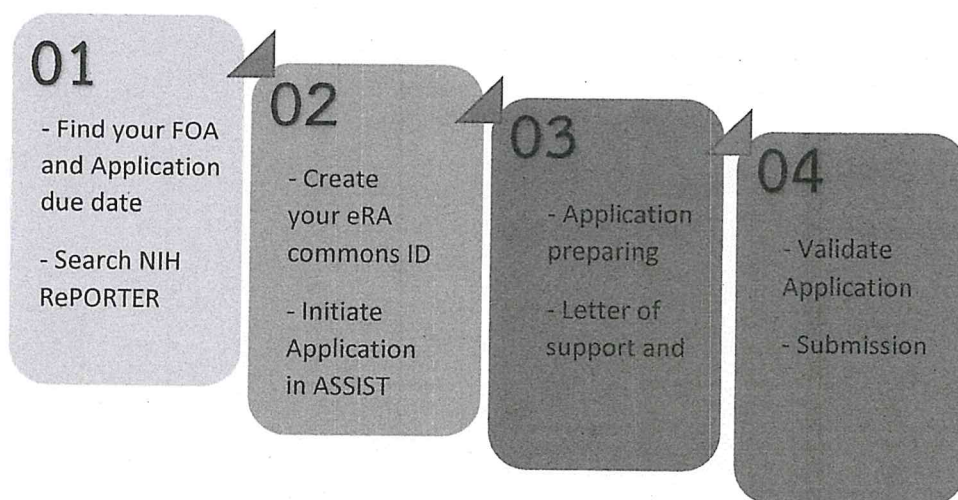 01
- Find your FOA
and Application
due date
- Search NIH
RePORTER
02
- Create
your eRA
commons ID
- Initiate
Application
in ASSIST
03
- Application
preparing
- Letter of
support and
04
- Validate
Application
- Submission